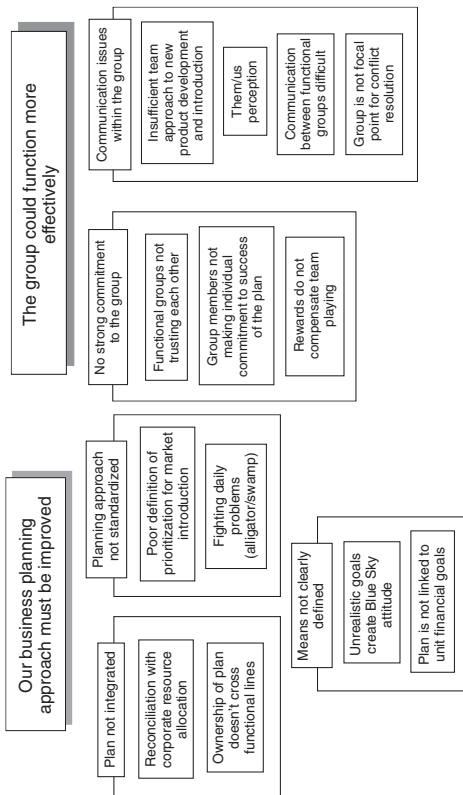 Our business planning
approach must be improved
Plan not integrated
Reconciliation with
corporate resource
allocation
Ownership of plan
doesn't cross
functional lines
Planning approach
not standardized
Poor definition of
prioritization for market
introduction
Fighting daily
problems
(alligator/swamp)
Means not clearly
defined
Unrealistic goals
create Blue Sky
attitude
Plan is not linked to
unit financial goals
The group could function more
effectively
No strong commitment
to the group
Functional groups not
trusting each other
Group members not
making individual
commitment to success
of the plan
Rewards do not
compensate team
playing
Communication issues
within the group
Insufficient team
approach to new
product development
and introduction
Them/us
perception
Communication
between functional
groups difficult
Group is not focal
point for conflict
resolution